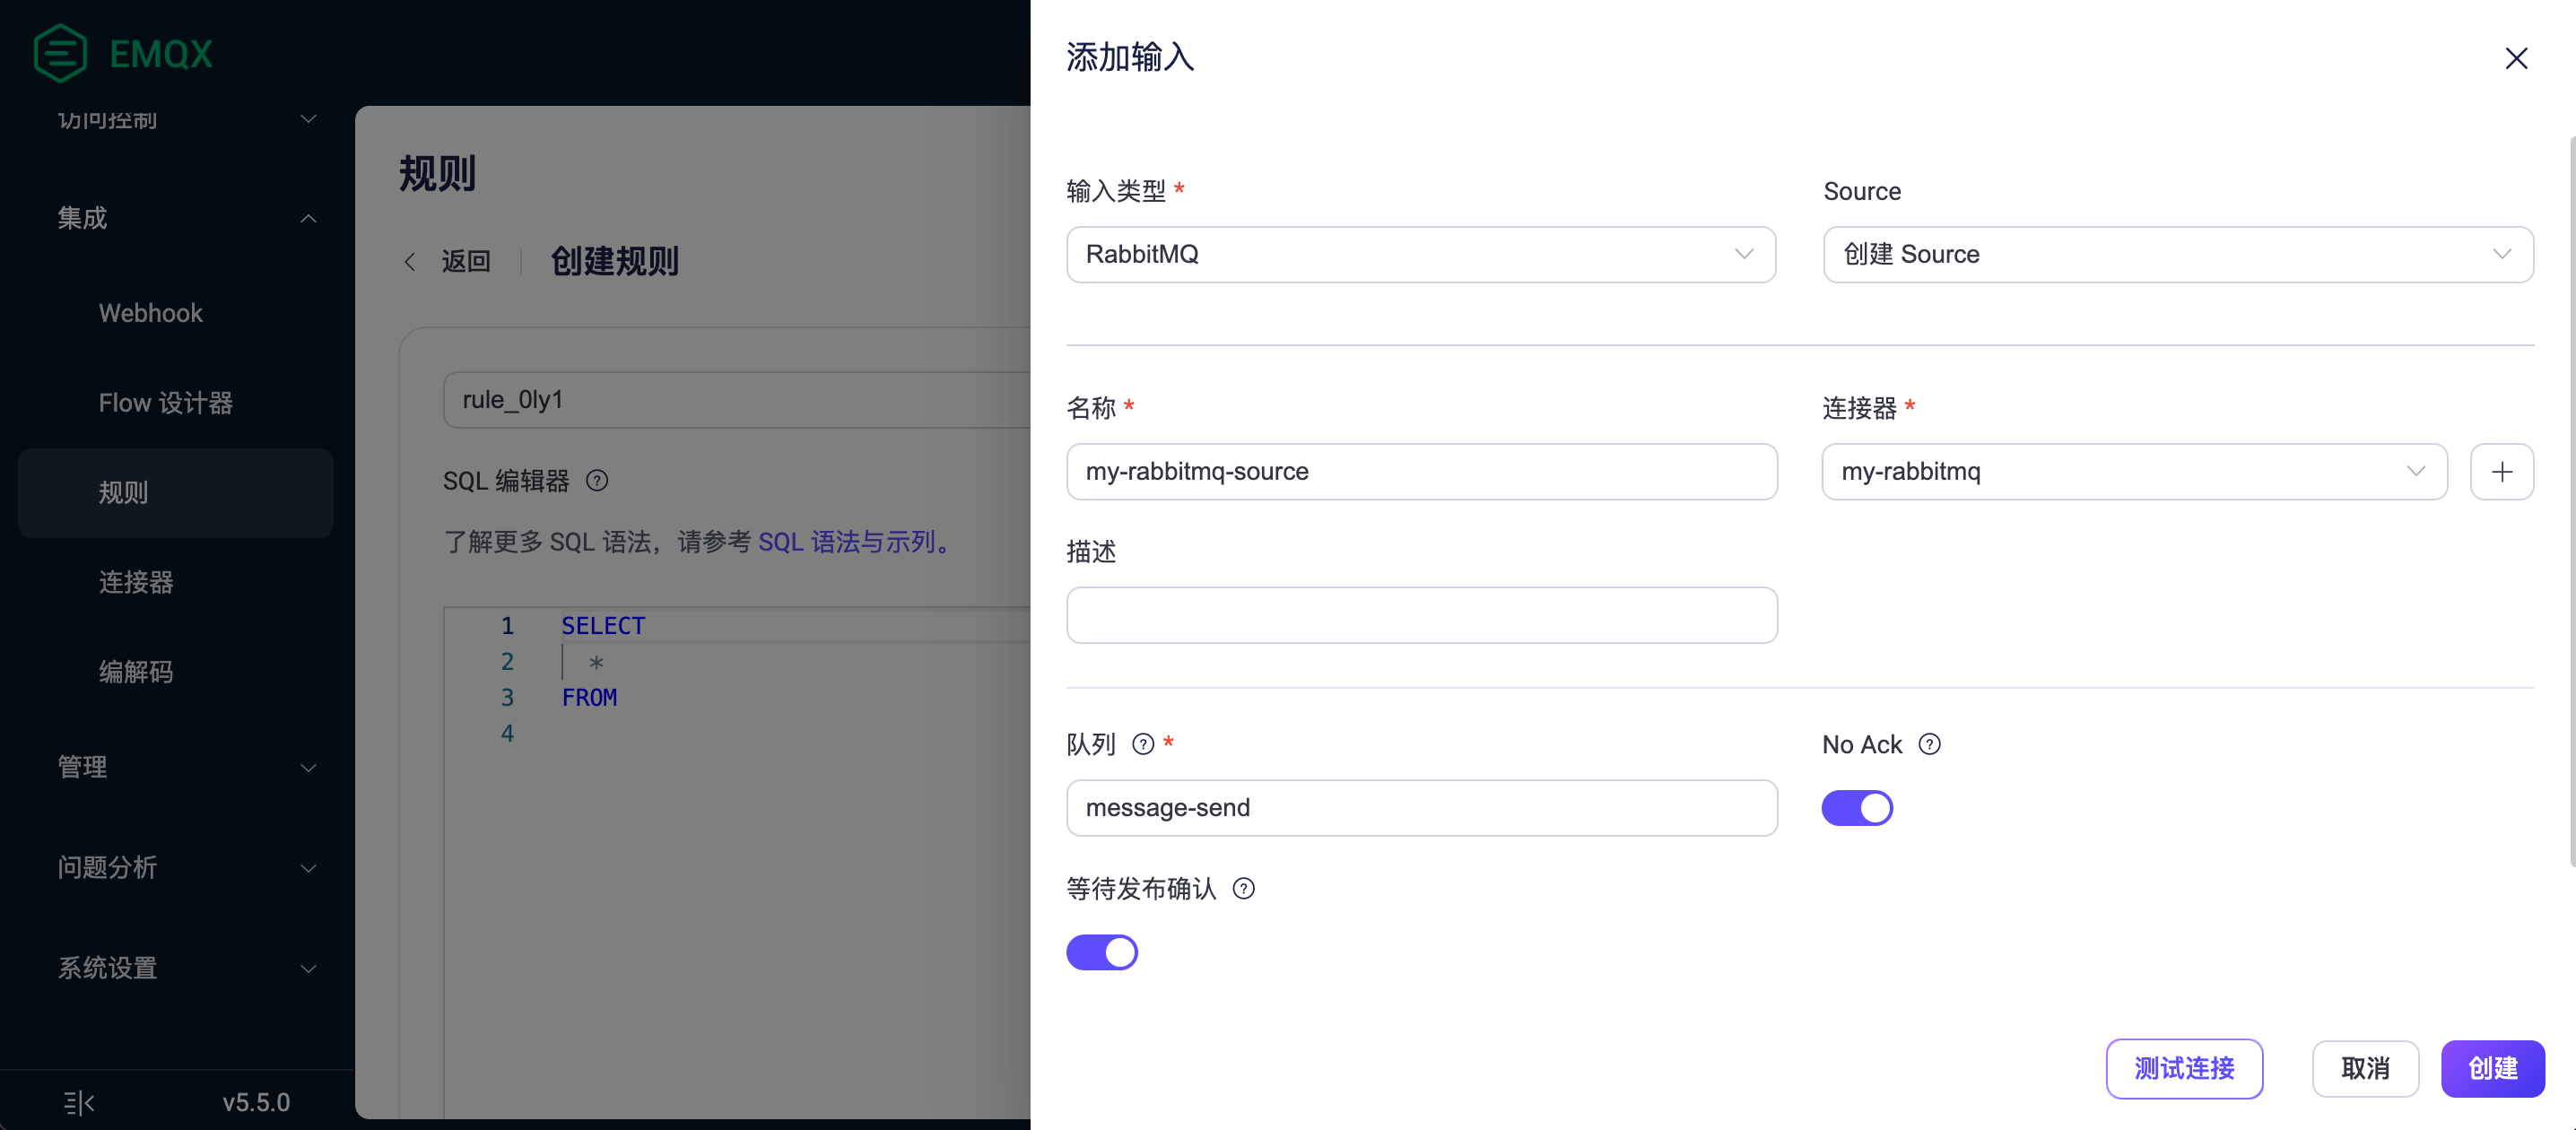 EMQX
访问控制
集成
Webhook
Flow 设计器
规则
连接器
编解码
管理
问题分析
系统设置
v5.5.0
规则
返回
创建规则
rule_0ly1
SQL 编辑器
了解更多 SQL 语法，请参考 SQL 语法与示列。
1 SELECT
2 *
3 FROM
4
添加输入
输入类型 *
Source
RabbitMQ
创建 Source
名称 *
连接器 *
my-rabbitmq-source
my-rabbitmq
描述
队列 *
No Ack
message-send
等待发布确认
测试连接
取消
创建